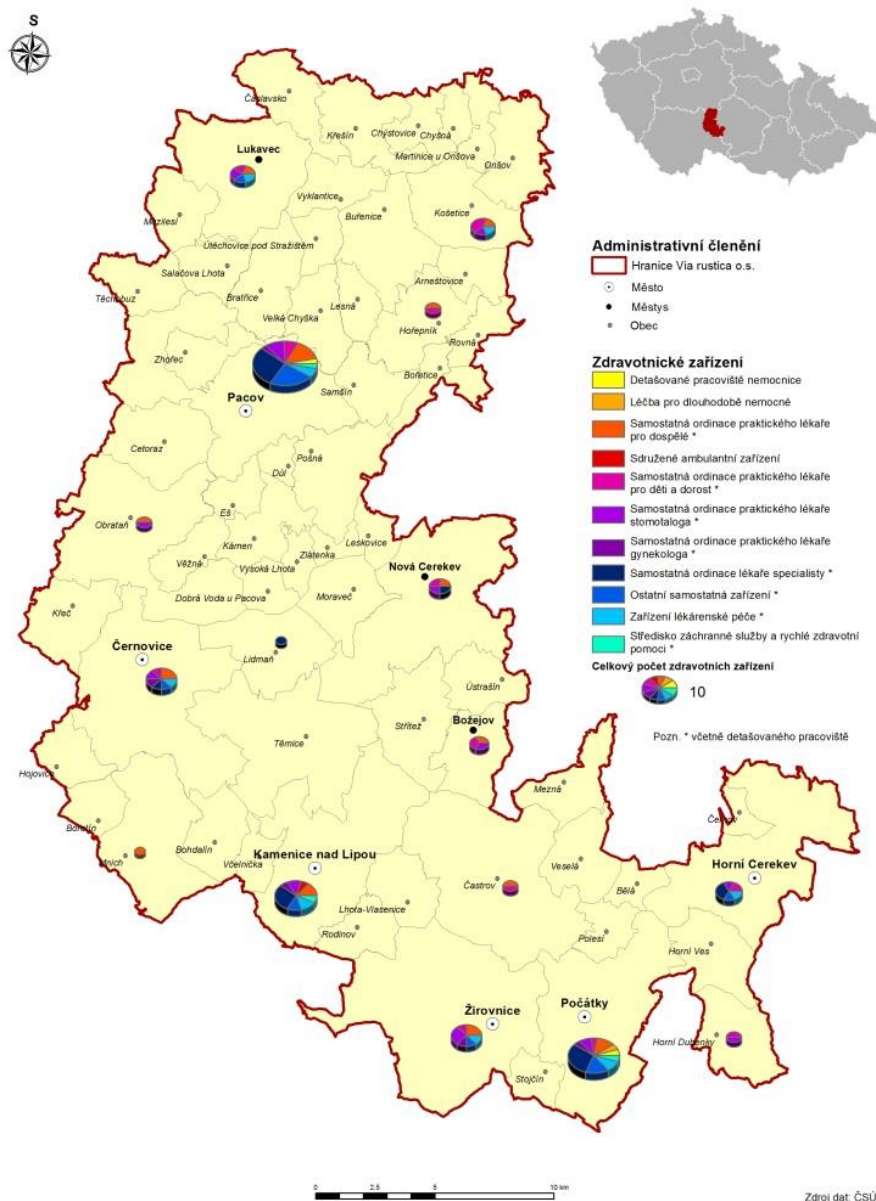 S
Čáslavsko
Křešín
Chýstovice
Chyšná
Lukavec
Martinice u Onšova
Onšov
Vyklantice
Buřenice
Košetice
Mezilesí
Útěchovice pod Stražištěm
Salačova Lhota
Arneštovice
Těchobuz
Bratřice
Lesná
Velká Chyška
Hořepník
Rovná
Zhořec
Bořetice
Samšín
Pacov
Cetoraz
Pošná
Důl
Eš
Obrataň
Kámen
Leskovice
Zlátenka
Věžná
Vysoká Lhota
Nová Cerekev
Dobrá Voda u Pacova
Moraveč
Křeč
Černovice
Lidmaň
Ústrašín
Střítež
Božejov
Těmice
Hojovice
Mezná
Čejkov
Mnich
Bohdalín
Včelnička
Kamenice nad Lipou
Horní Cerekev
Veselá
Častrov
Bělá
Lhota-Vlasenice
Rodinov
Polesí
Horní Ves
Žirovnice
Počátky
Horní Dubenky
Stojčín
Administrativní členění
Hranice Via rustica o.s.
Město
Městys
Obec
Zdravotnické zařízení
Detašované pracoviště nemocnice
Léčba pro dlouhodobě nemocné
Samostatná ordinace praktického lékaře
pro dospělé *
Sdružené ambulantní zařízení
Samostatná ordinace praktického lékaře
pro děti a dorost *
Samostatná ordinace praktického lékaře
stomotaloga *
Samostatná ordinace praktického lékaře
gynekologa *
Samostatná ordinace lékaře specialisty *
Ostatní samostatná zařízení *
Zařízení lékárenské péče *
Středisko záchranné služby a rychlé zdravotní
pomoci *
Celkový počet zdravotních zařízení
10
Pozn. * včetně detašovaného pracoviště
0 2,5 5 10 km
Zdroj dat: ČSÚ